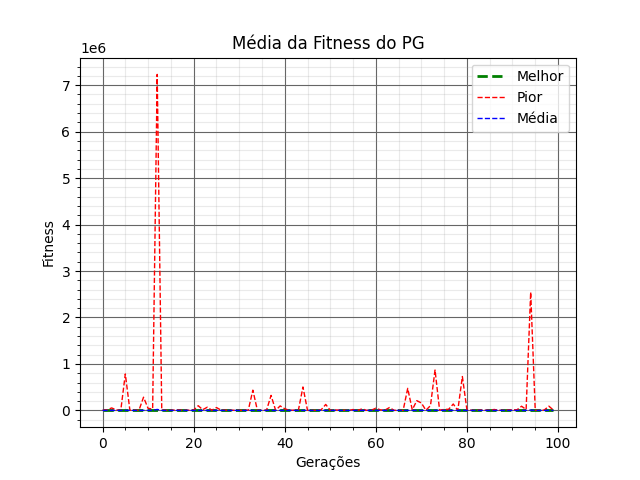 Média da Fitness do PG
1e6
Melhor
Pior
Média
7
6
5
4
3
2
1
0
Fitness
0 20 40 60 80 100
Gerações